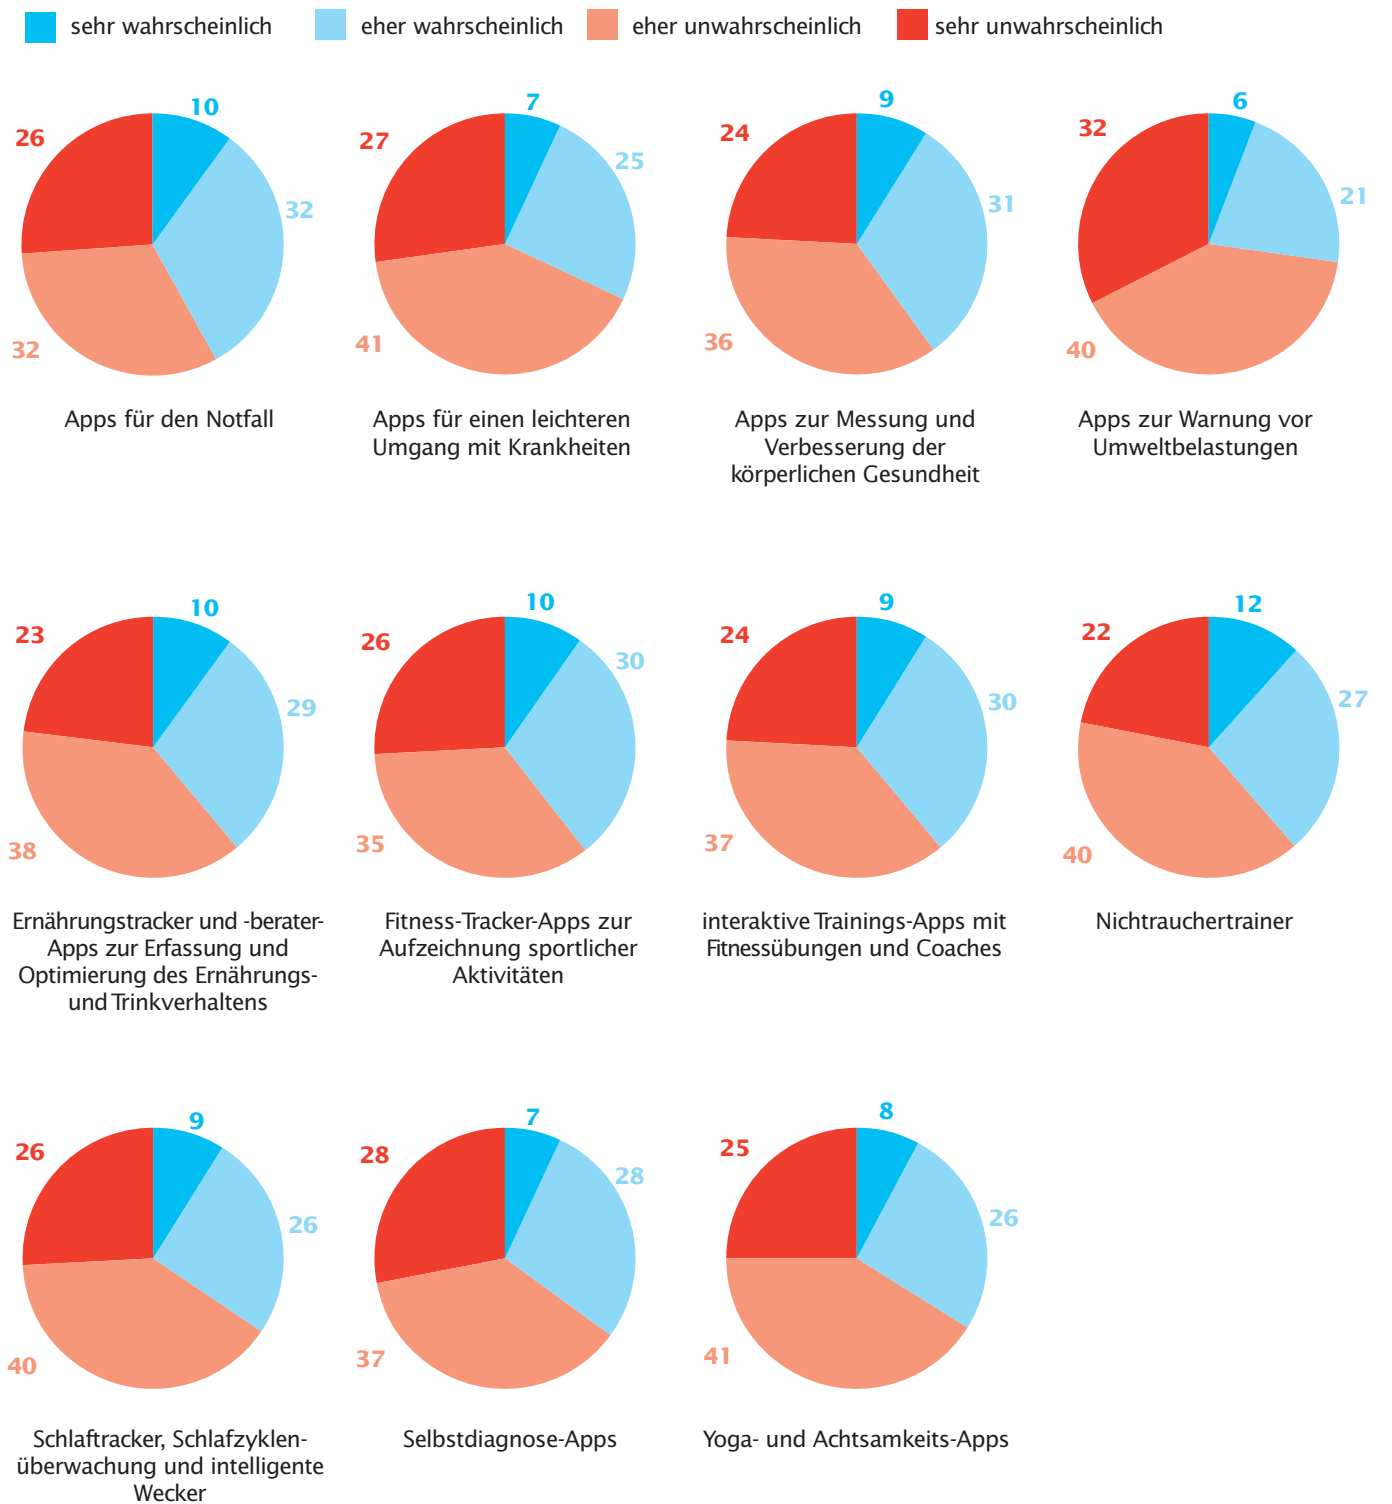 sehr wahrscheinlich eher wahrscheinlich eher unwahrscheinlich sehr unwahrscheinlich
10
26
32
32
Apps für den Notfall
7
27
25
41
Apps für einen leichteren
Umgang mit Krankheiten
9
24
31
36
Apps zur Messung und
Verbesserung der
körperlichen Gesundheit
6
32
21
40
Apps zur Warnung vor
Umweltbelastungen
10
23
29
38
Ernährungstracker und -berater-
Apps zur Erfassung und
Optimierung des Ernährungs-
und Trinkverhaltens
10
26
30
35
Fitness-Tracker-Apps zur
Aufzeichnung sportlicher
Aktivitäten
9
24
30
37
interaktive Trainings-Apps mit
Fitnessübungen und Coaches
12
22
27
40
Nichtrauchertrainer
9
26
26
40
Schlaftracker, Schlafzyklen-
überwachung und intelligente
Wecker
7
28
28
37
Selbstdiagnose-Apps
8
25
26
41
Yoga- und Achtsamkeits-Apps